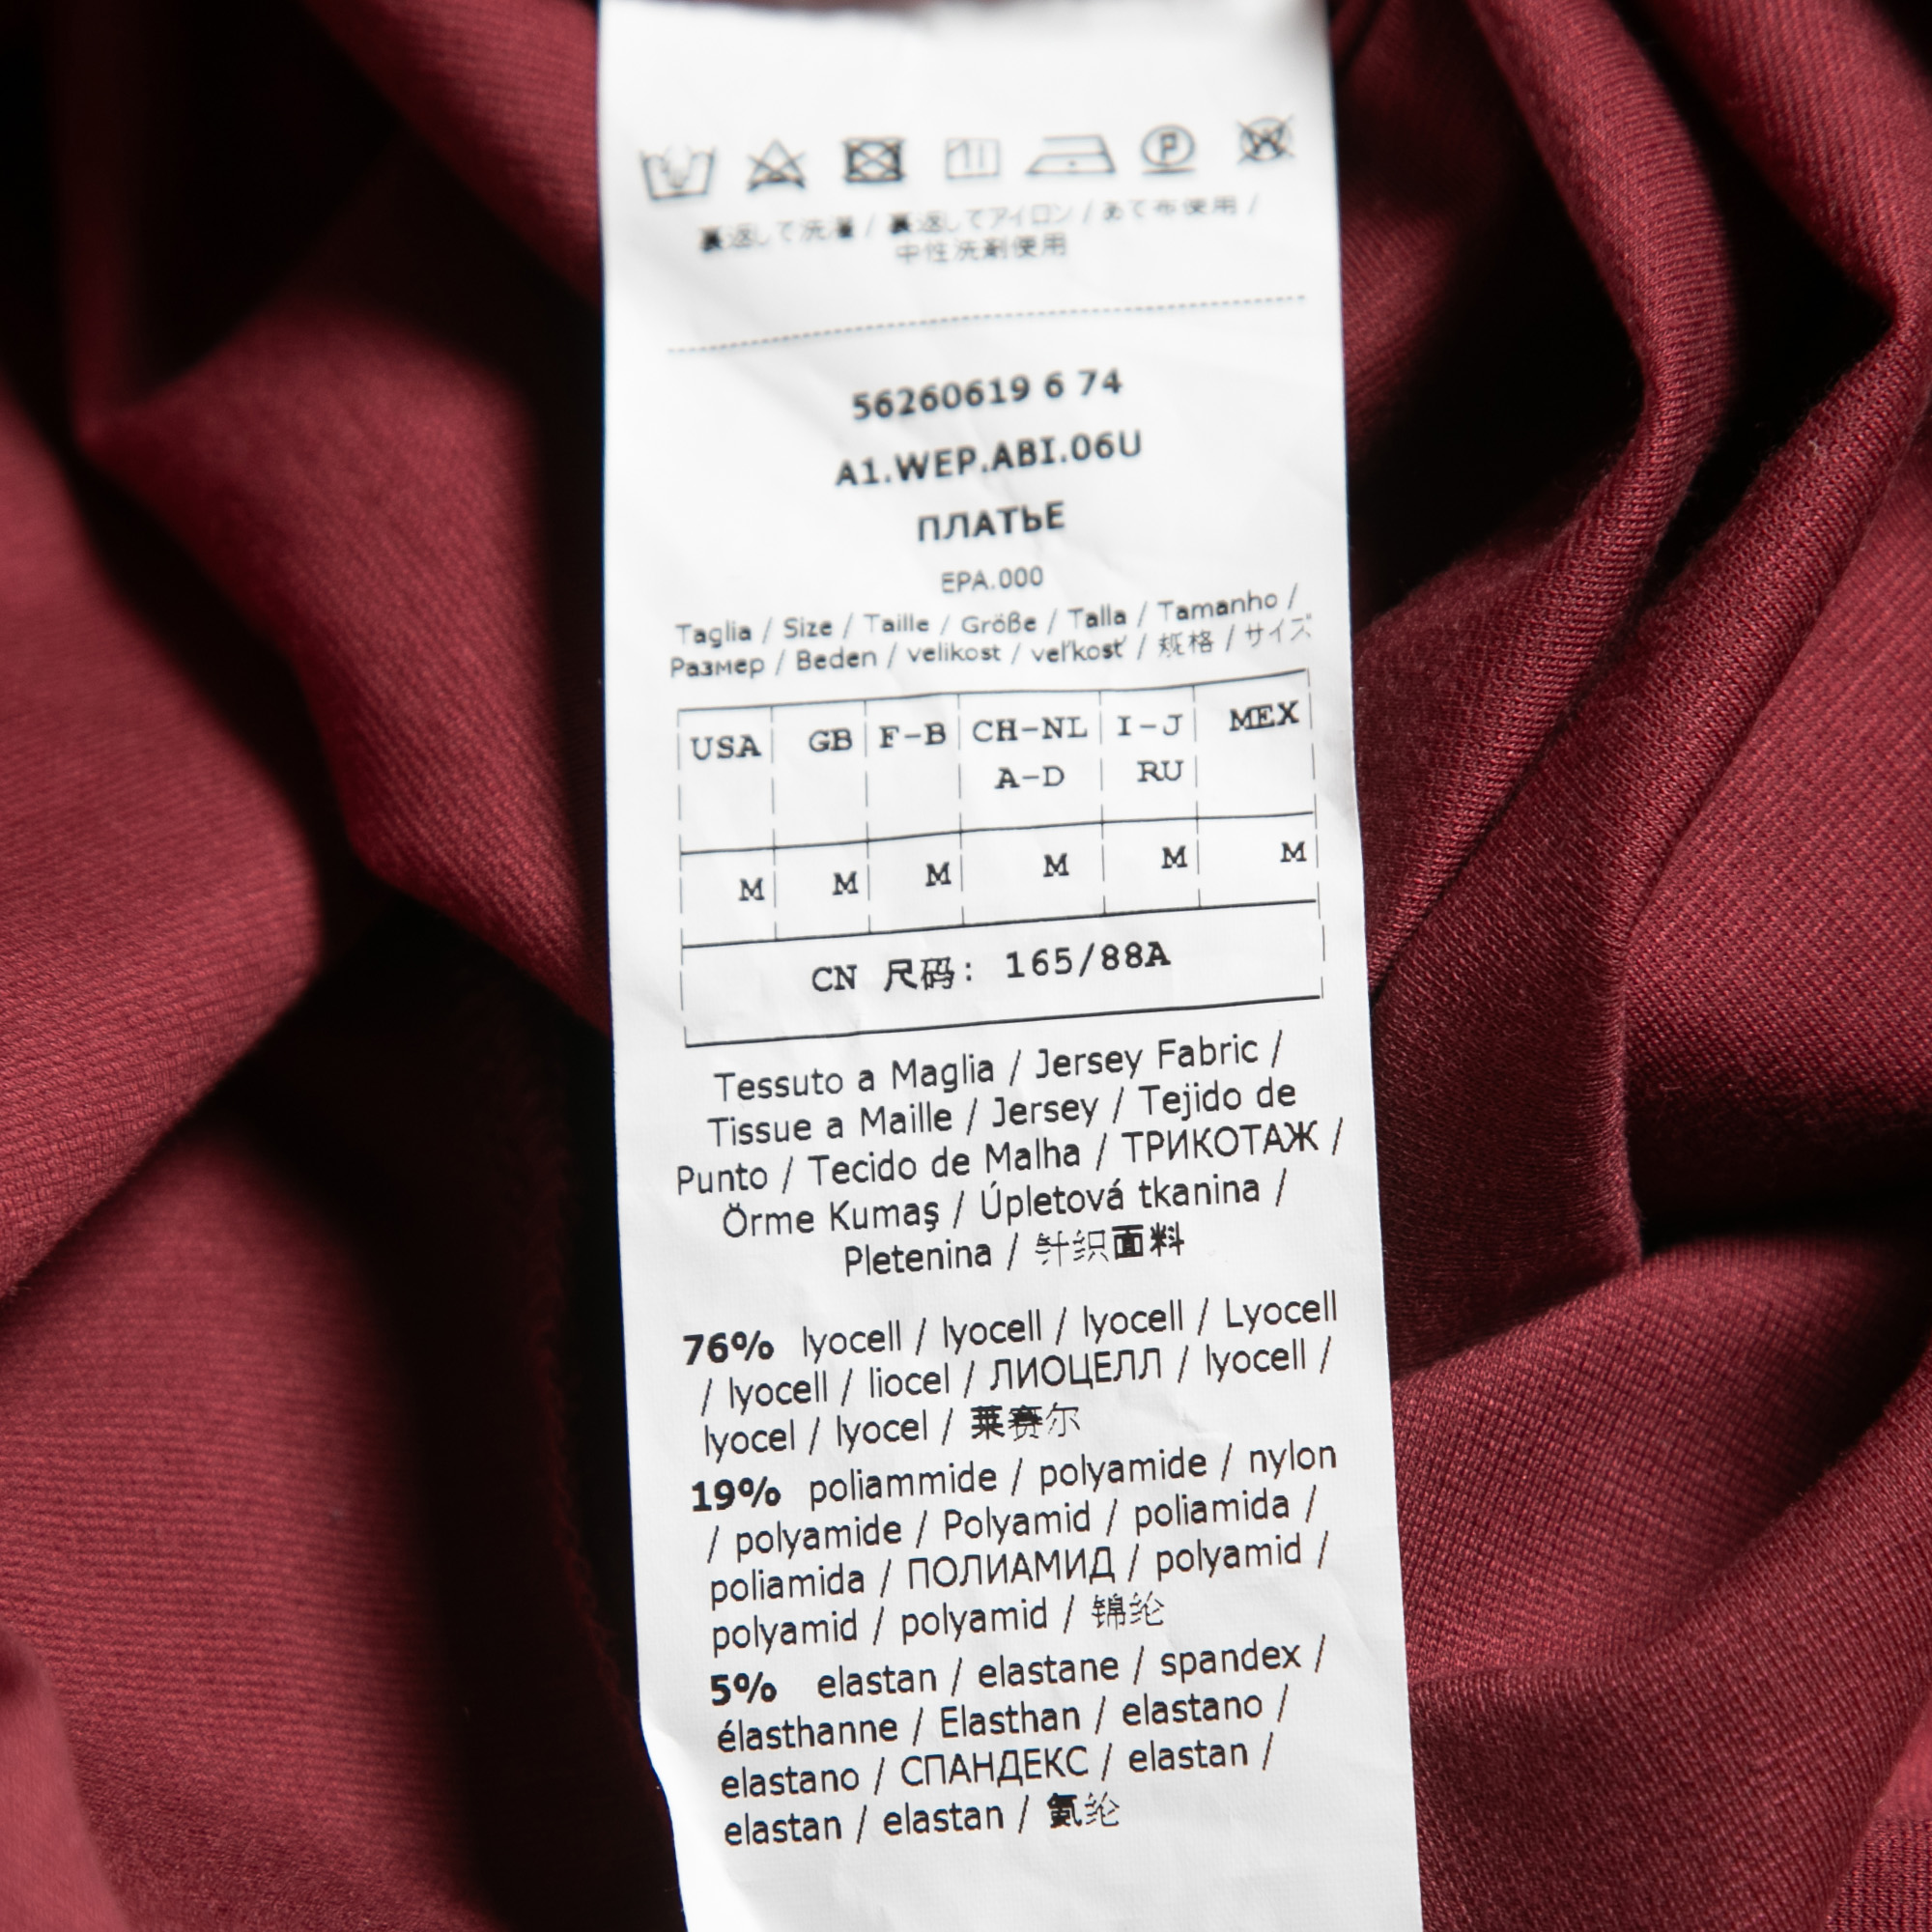 裏返して洗濯 / 裏返してアイロン / あて布使用 /
中性洗剤使用
56260619 6 74
A1.WEP.ABI.06U
ПЛАТЬЕ
EPA.000
Taglia / Size / Taille / Größe / Talla / Tamanho /
Размер / Beden / velikost / veľkosť / 规格 / サイズ
USA GB F-B CH-NL I-J MEX
A-D RU
M M M M M M
CN 尺码: 165/88A
Tessuto a Maglia / Jersey Fabric /
Tissue a Maille / Jersey / Tejido de
Punto / Tecido de Malha / ТРИКОТАЖ /
Örme Kumaş / Úpletová tkanina /
Pletenina / 针织面料
76% lyocell / lyocell / lyocell / Lyocell
/ lyocell / liocel / ЛИОЦЕЛЛ / lyocell /
lyocel / lyocel / 莱赛尔
19% poliammide / polyamide / nylon
/ polyamide / Polyamid / poliamida /
poliamida / ПОЛИАМИД / polyamid /
polyamid / polyamid / 锦纶
5% elastan / elastane / spandex /
élasthanne / Elasthan / elastano /
elastano / СПАНДЕКС / elastan /
elastan / elastan / 氨纶